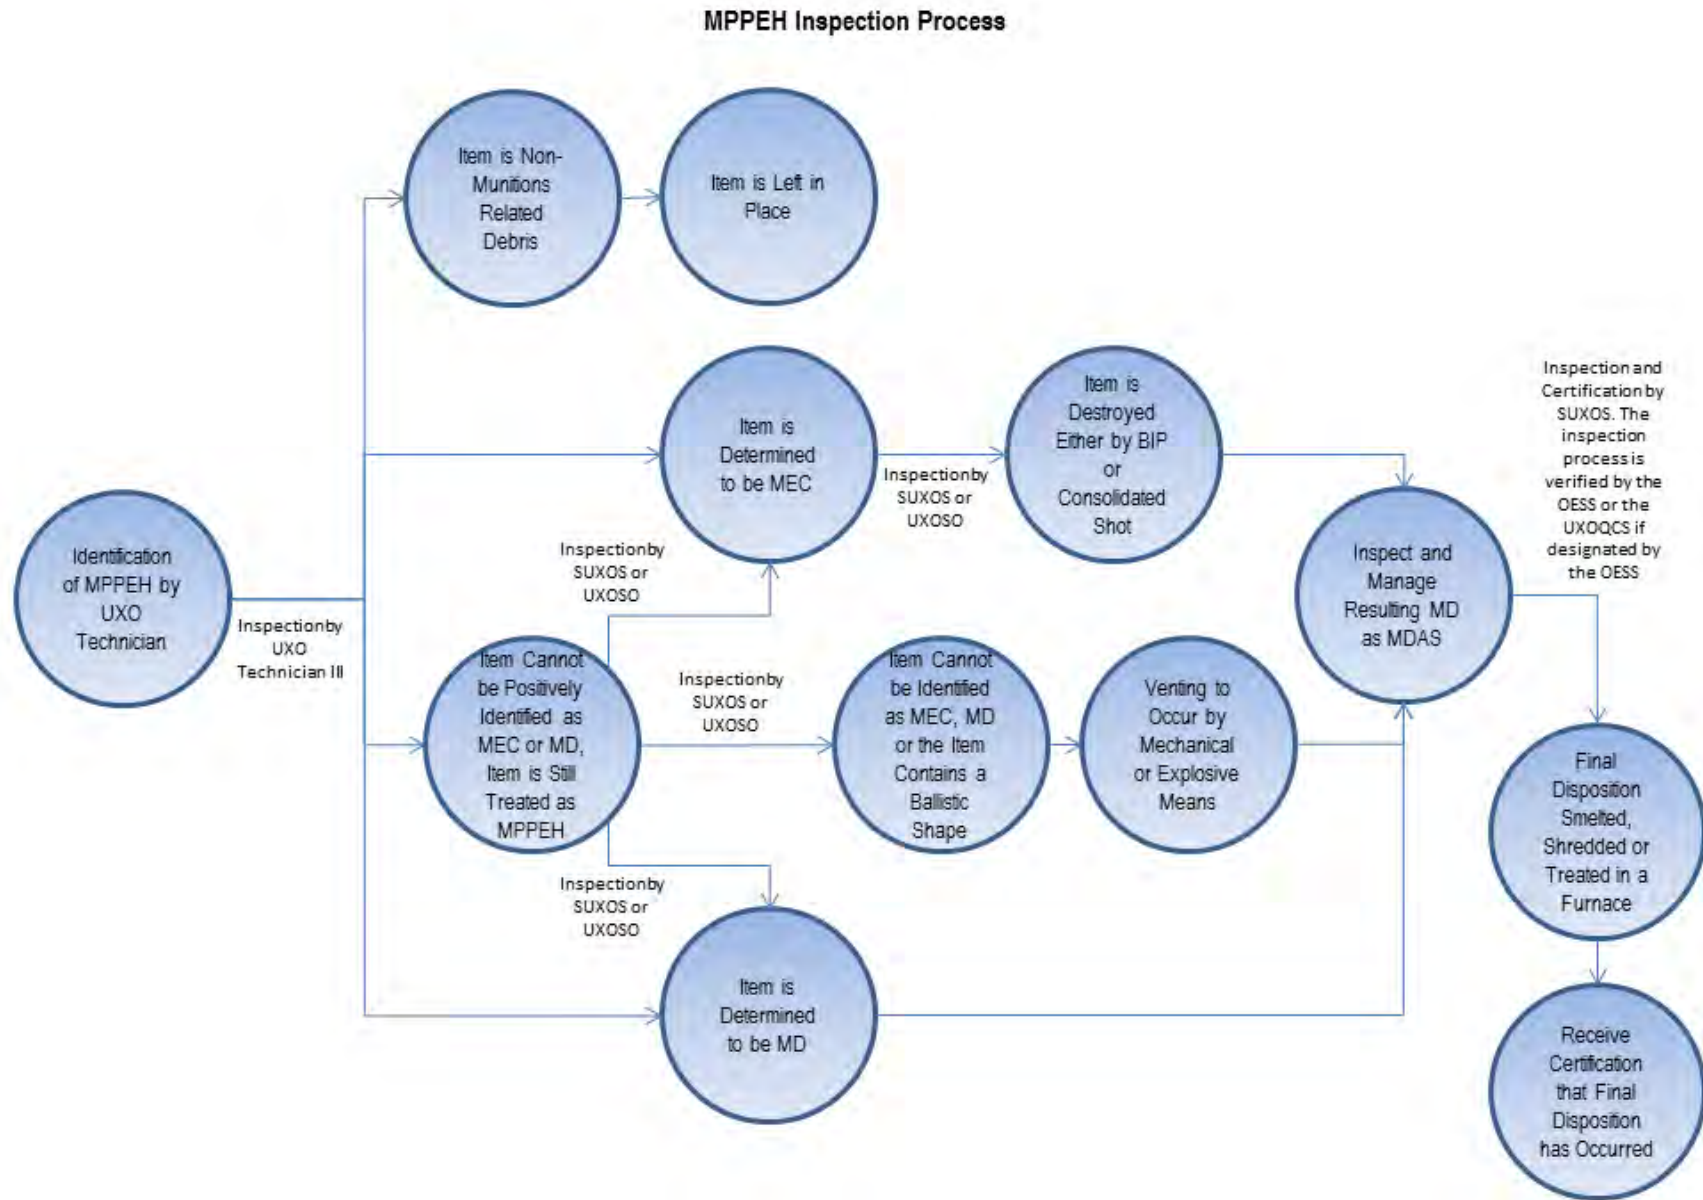 MPPEH Inspection Process
Item is Non-
Munitions
Related
Debris
Item is Left in
Place
Identification
of MPPEH by
UXO
Technician
Inspection by
UXO
Technician III
Item is
Determined
to be MEC
Inspection by
SUXOS or
UXOSO
Item is
Destroyed
Either by BIP
or
Consolidated
Shot
Inspection by
SUXOS or
UXOSO
Item Cannot
be Positively
Identified as
MEC or MD,
Item is Still
Treated as
MPPEH
Inspection by
SUXOS or
UXOSO
Item Cannot
be Identified
as MEC, MD
or the Item
Contains a
Ballistic
Shape
Venting to
Occur by
Mechanical
or Explosive
Means
Inspection by
SUXOS or
UXOSO
Item is
Determined
to be MD
Inspect and
Manage
Resulting MD
as MDAS
Inspection and
Certification by
SUXOS. The
inspection
process is
verified by the
OESS or the
UXOQCS if
designated by
the OESS
Final
Disposition
Smelted,
Shredded or
Treated in a
Furnace
Receive
Certification
that Final
Disposition
has Occurred